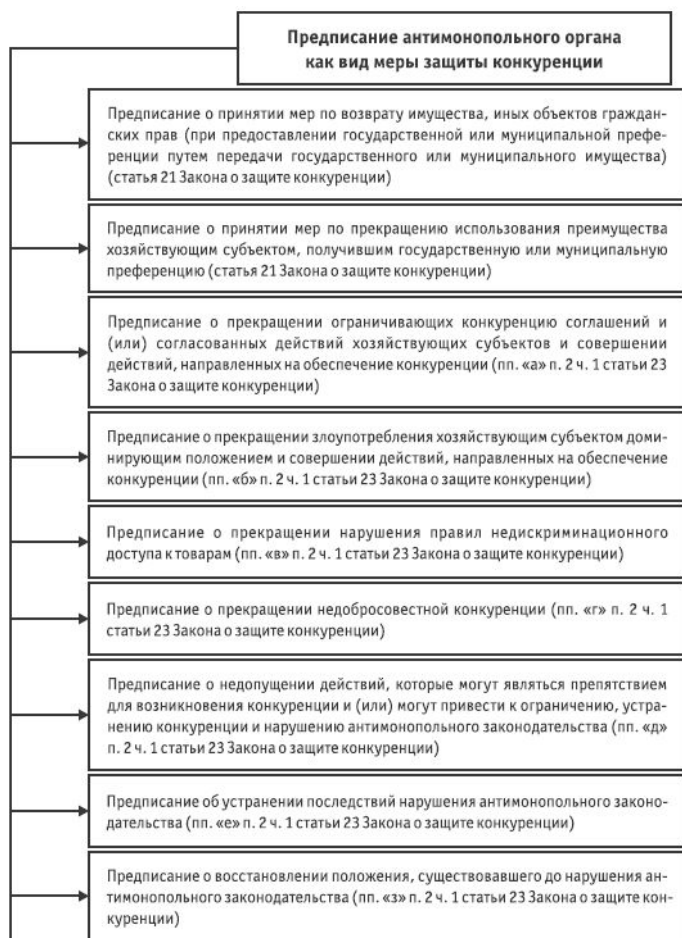 Предписание антимонопольного органа
как вид меры защиты конкуренции
Предписание о принятии мер по возврату имущества, иных объектов граждан-
ских прав (при предоставлении государственной или муниципальной префе-
ренции путем передачи государственного или муниципального имущества)
(статья 21 Закона о защите конкуренции)
Предписание о принятии мер по прекращению использования преимущества
хозяйствующим субъектом, получившим государственную или муниципальную
преференцию (статья 21 Закона о защите конкуренции)
Предписание о прекращении ограничивающих конкуренцию соглашений и
(или) согласованных действий хозяйствующих субъектов и совершении
действий, направленных на обеспечение конкуренции (пп. «а» п. 2 ч. 1 статьи 23
Закона о защите конкуренции)
Предписание о прекращении злоупотребления хозяйствующим субъектом доми-
нирующим положением и совершении действий, направленных на обеспечение
конкуренции (пп. «б» п. 2 ч. 1 статьи 23 Закона о защите конкуренции)
Предписание о прекращении нарушения правил недискриминационного
доступа к товарам (пп. «в» п. 2 ч. 1 статьи 23 Закона о защите конкуренции)
Предписание о прекращении недобросовестной конкуренции (пп. «г» п. 2 ч. 1
статьи 23 Закона о защите конкуренции)
Предписание о недопущении действий, которые могут являться препятствием
для возникновения конкуренции и (или) могут привести к ограничению, устра-
нению конкуренции и нарушению антимонопольного законодательства (пп. «д»
п. 2 ч. 1 статьи 23 Закона о защите конкуренции)
Предписание об устранении последствий нарушения антимонопольного законо-
дательства (пп. «е» п. 2 ч. 1 статьи 23 Закона о защите конкуренции)
Предписание о восстановлении положения, существовавшего до нарушения ан-
тимонопольного законодательства (пп. «з» п. 2 ч. 1 статьи 23 Закона о защите кон-
куренции)